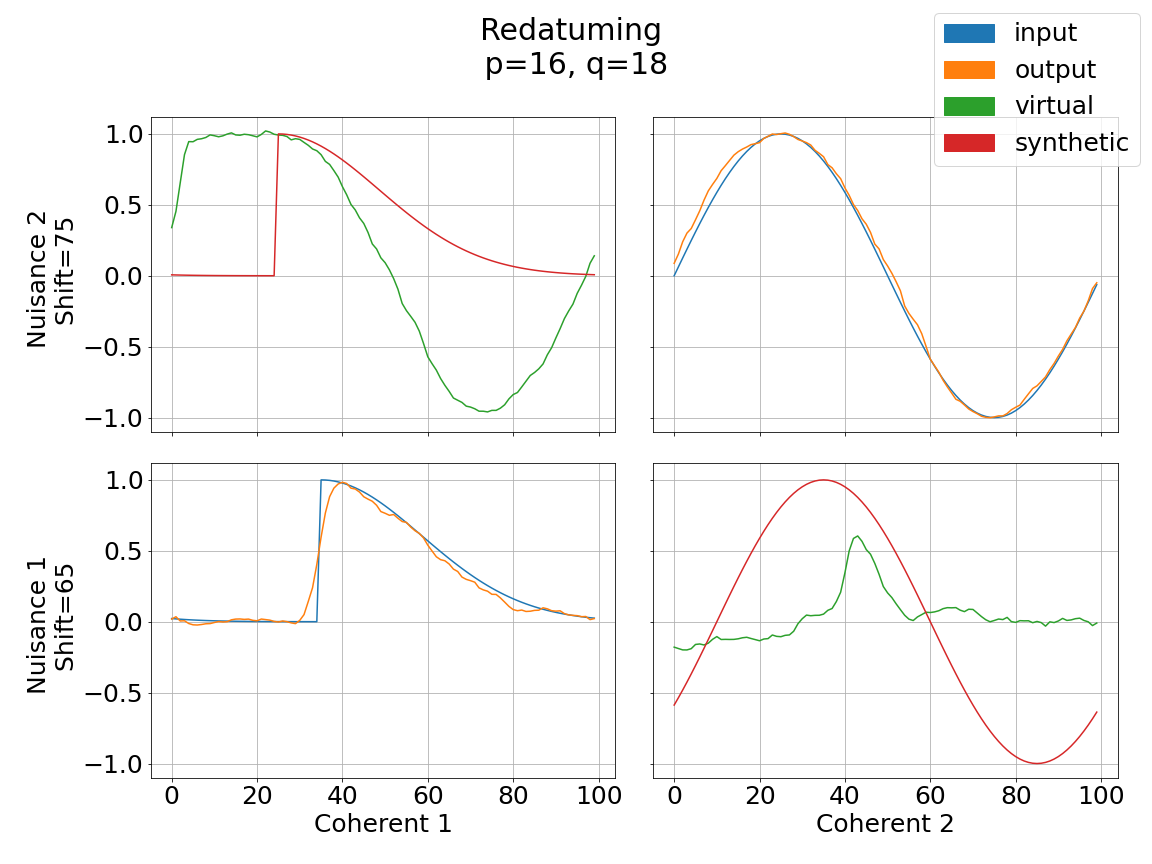 Redatuming
p=16, q=18
input
output
virtual
synthetic
Nuisance 2
Shift=75
1.0
0.5
0.0
−0.5
−1.0
Nuisance 1
Shift=65
1.0
0.5
0.0
−0.5
−1.0
0 20 40 60 80 100
0 20 40 60 80 100
Coherent 1
Coherent 2